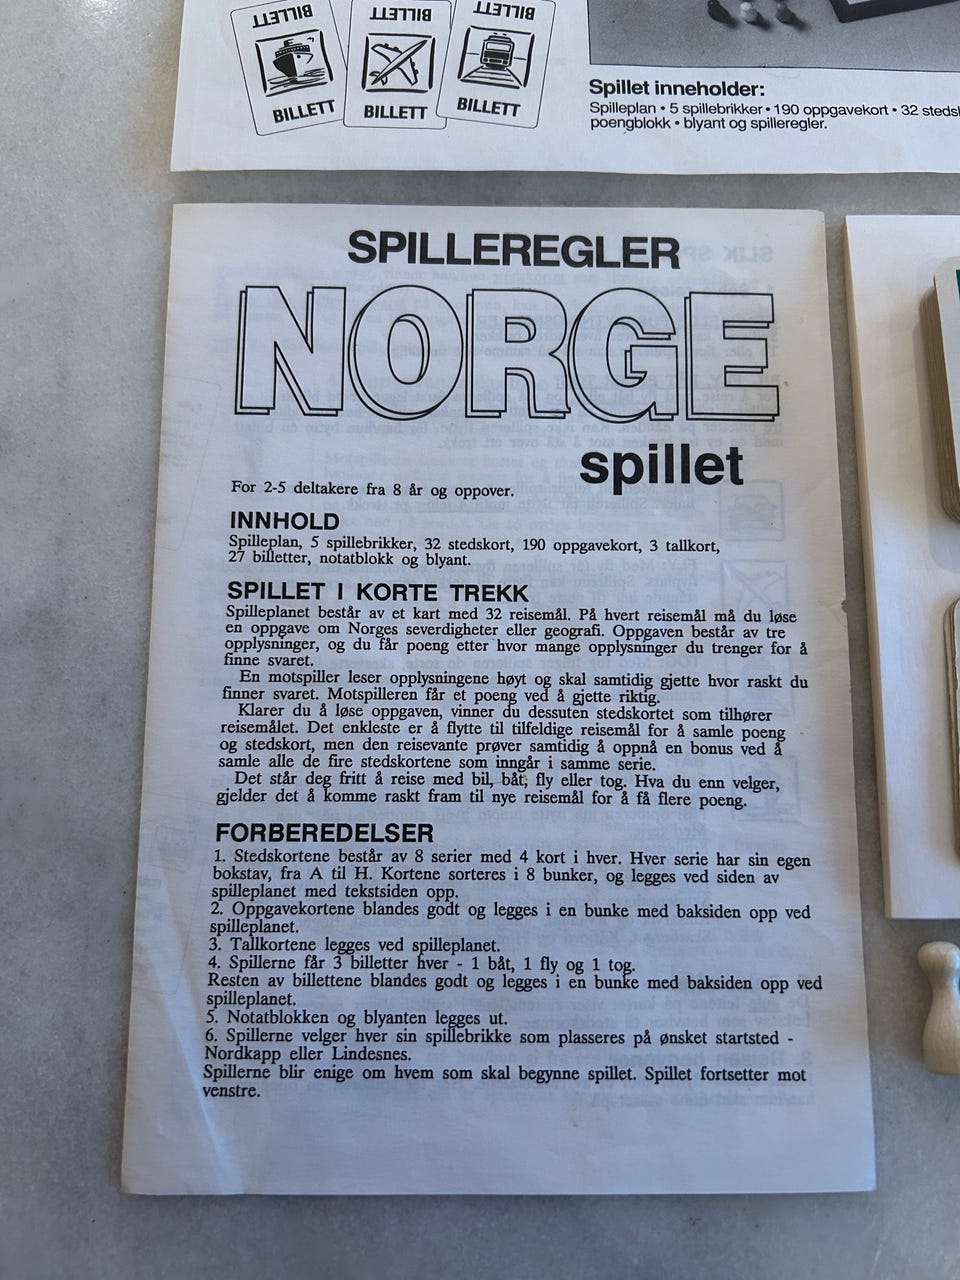 BILLETT
BILLETT
BILLETT
BILLETT
BILLETT
BILLETT
Spillet inneholder:
Spilleplan • 5 spillebrikker • 190 oppgavekort • 32
poengblokk • blyant og spilleregler.
SPILLEREGLER
NORGE
spillet
For 2-5 deltakere fra 8 år og oppover.
INNHOLD
Spilleplan, 5 spillebrikker, 32 stedskort, 190 oppgavekort, 3 tallkort,
27 billetter, notatblokk og blyant.
SPILLET I KORTE TREKK
Spilleplanet består av et kart med 32 reisemål. På hvert reisemål må du løse
en oppgave om Norges severdigheter eller geografi. Oppgaven består av tre
opplysninger, og du får poeng etter hvor mange opplysninger du trenger for å
finne svaret.
En motspiller leser opplysningene høyt og skal samtidig gjette hvor raskt du
finner svaret. Motspilleren får et poeng ved å gjette riktig.
Klarer du å løse oppgaven, vinner du dessuten stedskortet som tilhører
reisemålet. Det enkleste er å flytte til tilfeldige reisemål for å samle poeng
og stedskort, men den reisevante prøver samtidig å oppnå en bonus ved å
samle alle de fire stedskortene som inngår i samme serie.
Det står deg fritt å reise med bil, båt, fly eller tog. Hva du enn velger,
gjelder det å komme raskt fram til nye reisemål for å få flere poeng.
FORBEREDELSER
1. Stedskortene består av 8 serier med 4 kort i hver. Hver serie har sin egen
bokstav, fra A til H. Kortene sorteres i 8 bunker, og legges ved siden av
spilleplanet med tekstsiden opp.
2. Oppgavekortene blandes godt og legges i en bunke med baksiden opp ved
spilleplanet.
3. Tallkortene legges ved spilleplanet.
4. Spillerne får 3 billetter hver - 1 båt, 1 fly og 1 tog.
Resten av billettene blandes godt og legges i en bunke med baksiden opp ved
spilleplanet.
5. Notatblokken og blyanten legges ut.
6. Spillerne velger hver sin spillebrikke som plasseres på ønsket startsted -
Nordkapp eller Lindesnes.
Spillerne blir enige om hvem som skal begynne spillet. Spillet fortsetter mot
venstre.